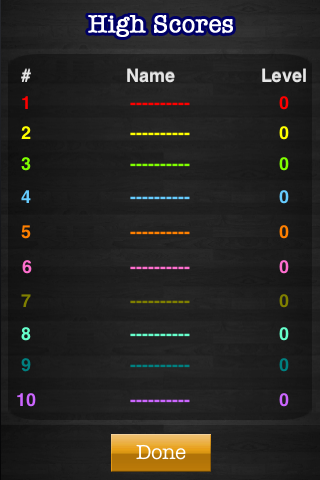 High Scores
# Name Level
1 ---------- 0
2 ---------- 0
3 ---------- 0
4 ---------- 0
5 ---------- 0
6 ---------- 0
7 ---------- 0
8 ---------- 0
9 ---------- 0
10 ---------- 0
Done